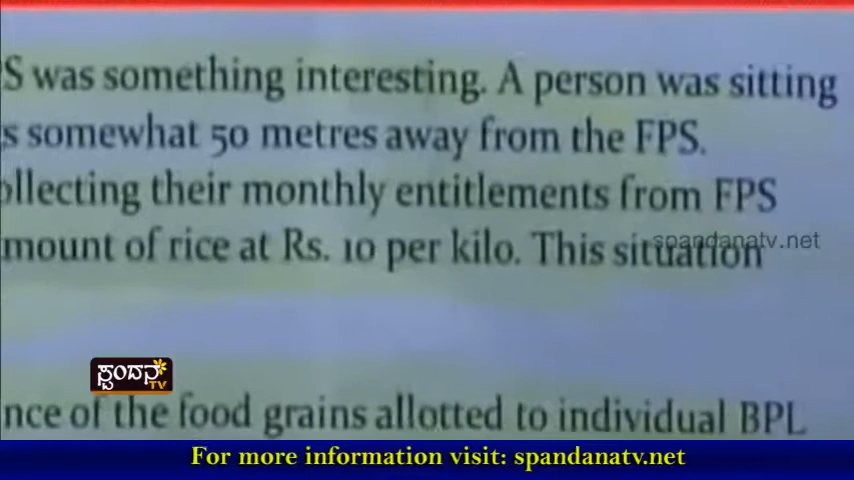 S was something interesting. A person was sitting
s somewhat 50 metres away from the FPS.
ollecting their monthly entitlements from FPS
mount of rice at Rs. 10 per kilo. This situation
spandanatv.net
ಸ್ಪಂದನ TV
nce of the food grains allotted to individual BPL
For more information visit: spandanatv.net